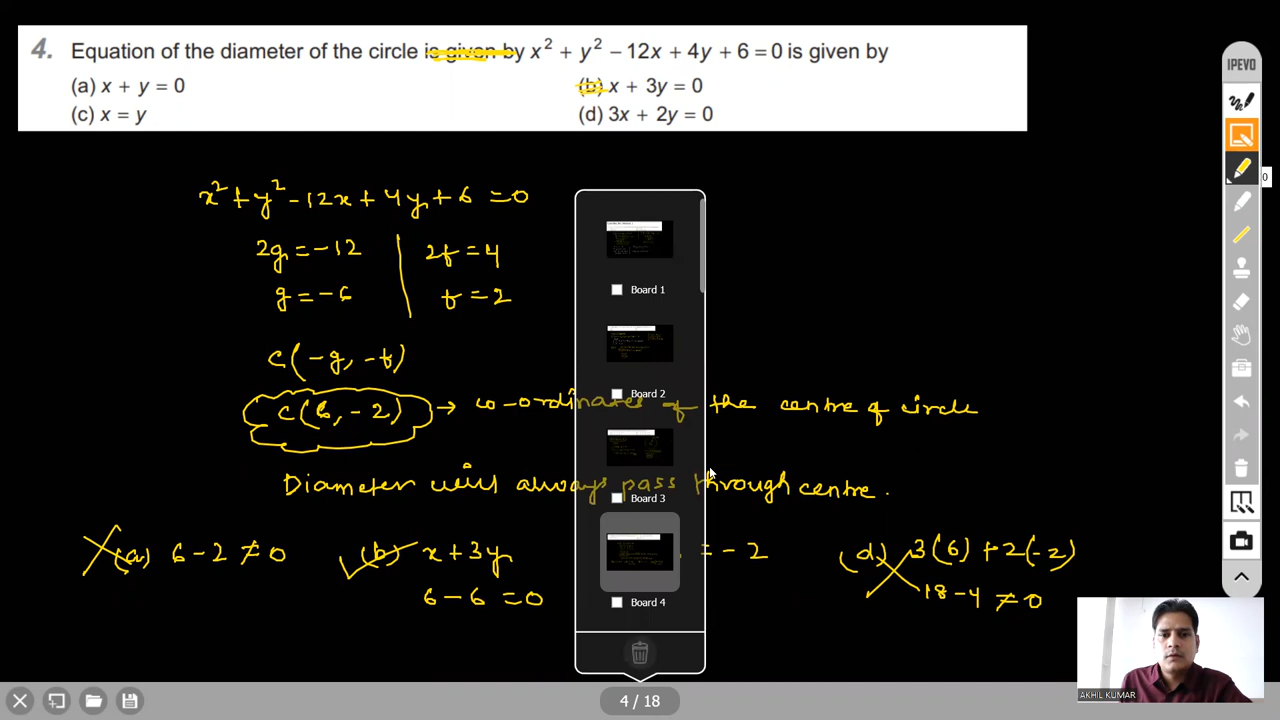 4. Equation of the diameter of the circle is given by x² + y² − 12x + 4y + 6 = 0 is given by
(a) x + y = 0 (b) x + 3y = 0
(c) x = y (d) 3x + 2y = 0
x² + y² - 12x + 4y + 6 = 0
2g = -12 | 2f = 4
g = -6 | f = 2
C(-g, -f)
C(6, -2) → co-ordinates of the centre of circle
Diameter will always pass through centre.
(a) 6 - 2 ≠ 0 (b) x + 3y = -2 (d) 3(6) + 2(-2)
6 - 6 = 0 18 - 4 ≠ 0
Board 1
Board 2
Board 3
Board 4
4 / 18
IPEVO
0
AKHIL KUMAR